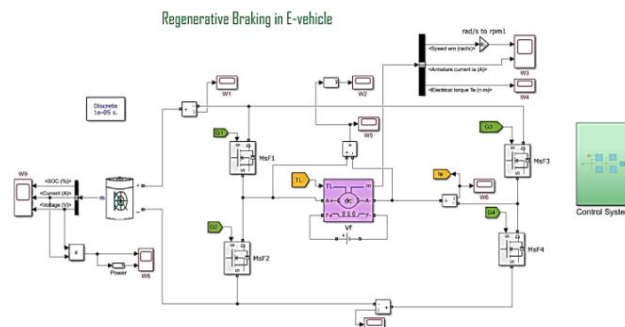 Regenerative Braking in E-vehicle
rad/s to rpm1
<Speed wm (rad/s)>
W3
<Armature current ia (A)>
<Electrical torque Te (n m)>
W4
W1
W2
W5
Discrete
1e-05 s.
G1
MsF1
G3
MsF3
W9
<SOC (%)>
<Current (A)>
<Voltage (V)>
m
TL
TL
m
dc
A+
A-
F+
F-
Vf
Ia
W6
Control System
G2
MsF2
G4
MsF4
x
Power
W8